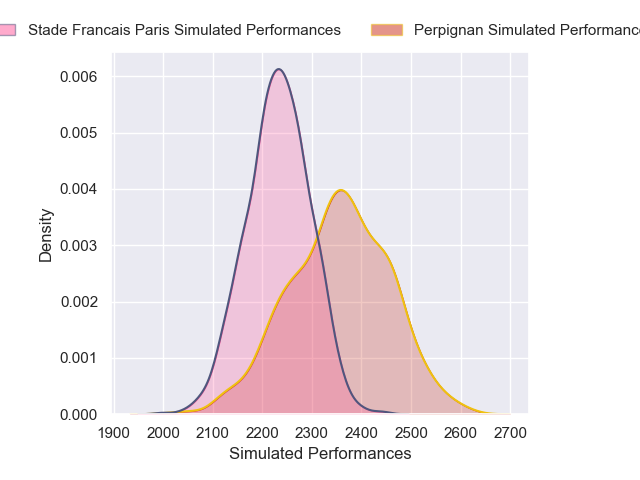 Stade Francais Paris Simulated Performances Perpignan Simulated
0.006
0.005
0.004
0.003
0.002
0.001
0.000
Density
1900 2000 2100 2200 2300 2400 2500 2600 2700
Simulated Performances